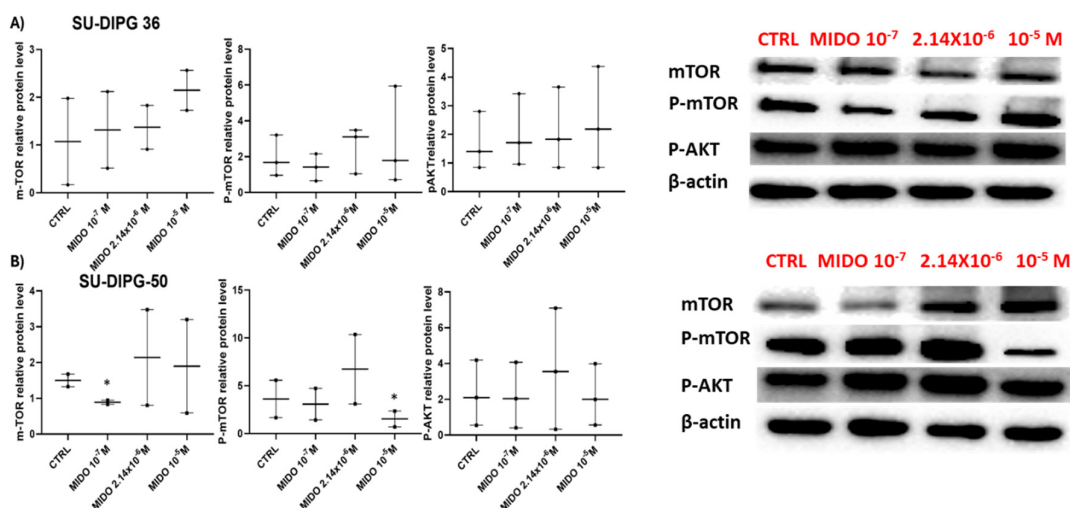 A)
SU-DIPG 36
m-TOR relative protein level
3
2
1
0
CTRL
MIDO 10⁻⁷ M
MIDO 2.14x10⁻⁶ M
MIDO 10⁻⁵ M
P-mTOR relative protein level
8
6
4
2
0
CTRL
MIDO 10⁻⁷ M
MIDO 2.14x10⁻⁶ M
MIDO 10⁻⁵ M
pAKTrelative protein level
5
4
3
2
1
0
CTRL
MIDO 10⁻⁷ M
MIDO 2.14x10⁻⁶ M
MIDO 10⁻⁵ M
CTRL MIDO 10⁻⁷ 2.14X10⁻⁶ 10⁻⁵ M
mTOR
P-mTOR
P-AKT
β-actin
B)
SU-DIPG-50
m-TOR relative protein level
4
3
2
1
0
*
CTRL
MIDO 10⁻⁷ M
MIDO 2.14x10⁻⁶ M
MIDO 10⁻⁵ M
P-mTOR relative protein level
15
10
5
0
*
CTRL
MIDO 10⁻⁷ M
MIDO 2.14x10⁻⁶ M
MIDO 10⁻⁵ M
P-AKT relative protein level
8
6
4
2
0
CTRL
MIDO 10⁻⁷ M
MIDO 2.14x10⁻⁶ M
MIDO 10⁻⁵ M
CTRL MIDO 10⁻⁷ 2.14X10⁻⁶ 10⁻⁵ M
mTOR
P-mTOR
P-AKT
β-actin